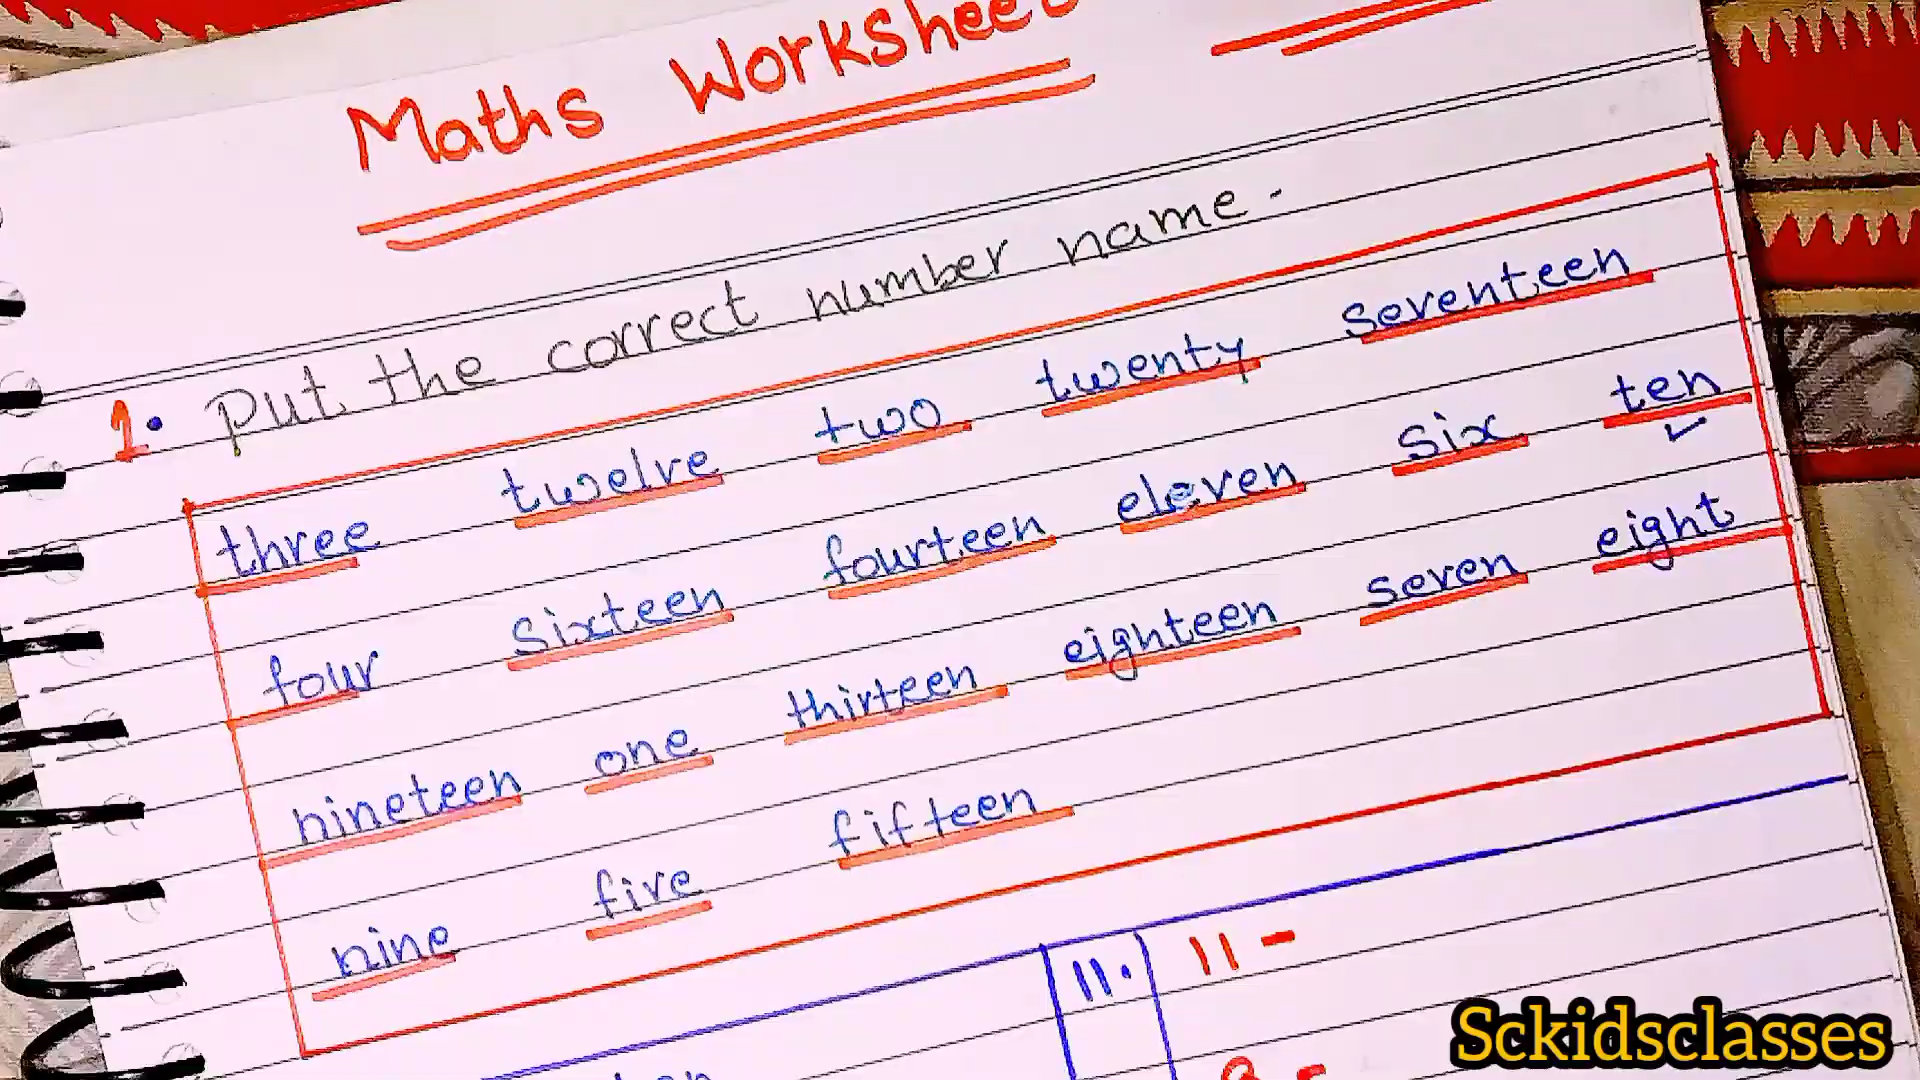 Maths Worksheet
1. Put the correct number name.
three twelve two twenty seventeen
four sixteen fourteen eleven six ten
nineteen one thirteen eighteen seven eight
nine five fifteen
11. 11 -
Sckidsclasses